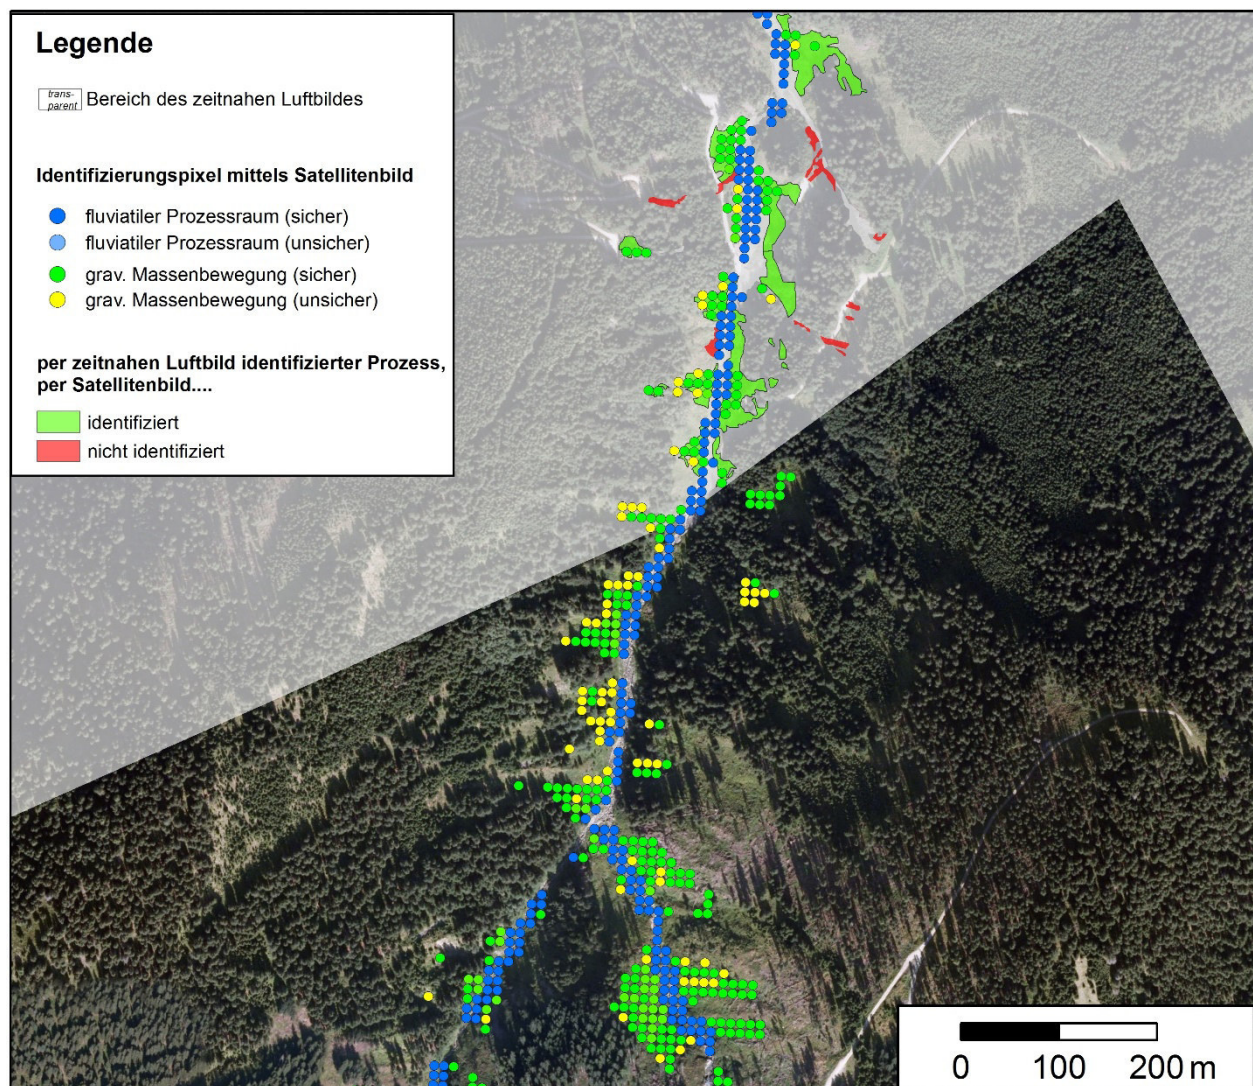 Legende
trans-
parent
Bereich des zeitnahen Luftbildes
Identifizierungspixel mittels Satellitenbild
fluviatiler Prozessraum (sicher)
fluviatiler Prozessraum (unsicher)
grav. Massenbewegung (sicher)
grav. Massenbewegung (unsicher)
per zeitnahen Luftbild identifizierter Prozess,
per Satellitenbild....
identifiziert
nicht identifiziert
0 100 200 m